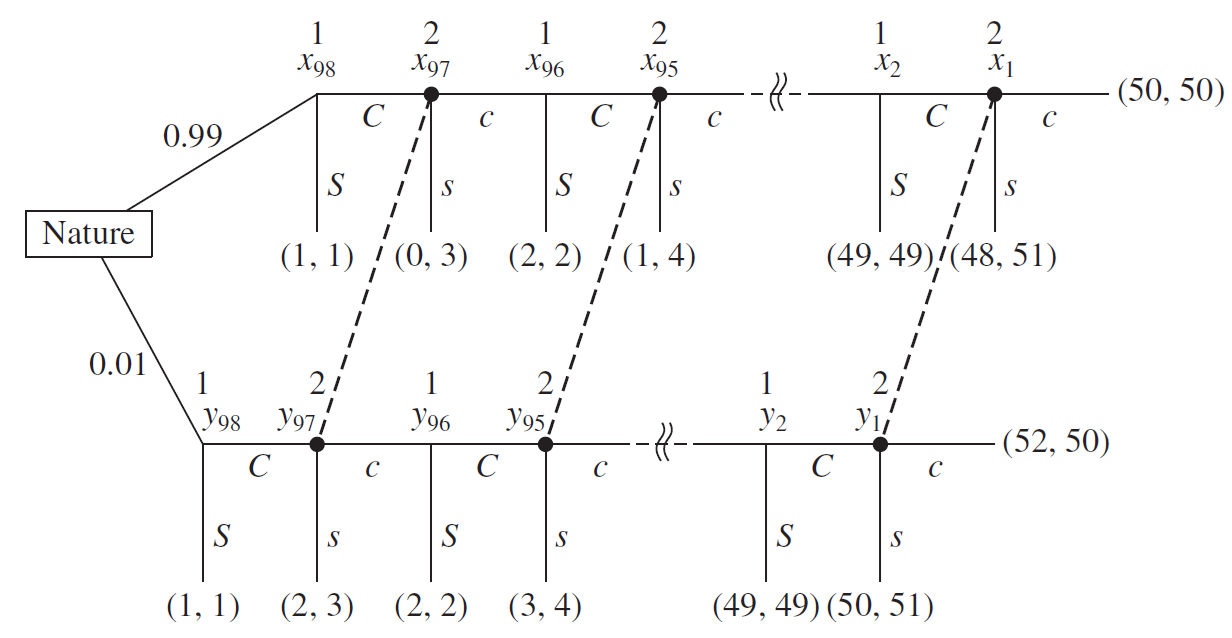 1 2 1 2 1 2
x98 x97 x96 x95 x2 x1
(50, 50)
C c C c C c
0.99
S s S s S s
Nature
(1, 1) (0, 3) (2, 2) (1, 4) (49, 49) (48, 51)
0.01
1 2 1 2 1 2
y98 y97 y96 y95 y2 y1
(52, 50)
C c C c C c
S s S s S s
(1, 1) (2, 3) (2, 2) (3, 4) (49, 49) (50, 51)